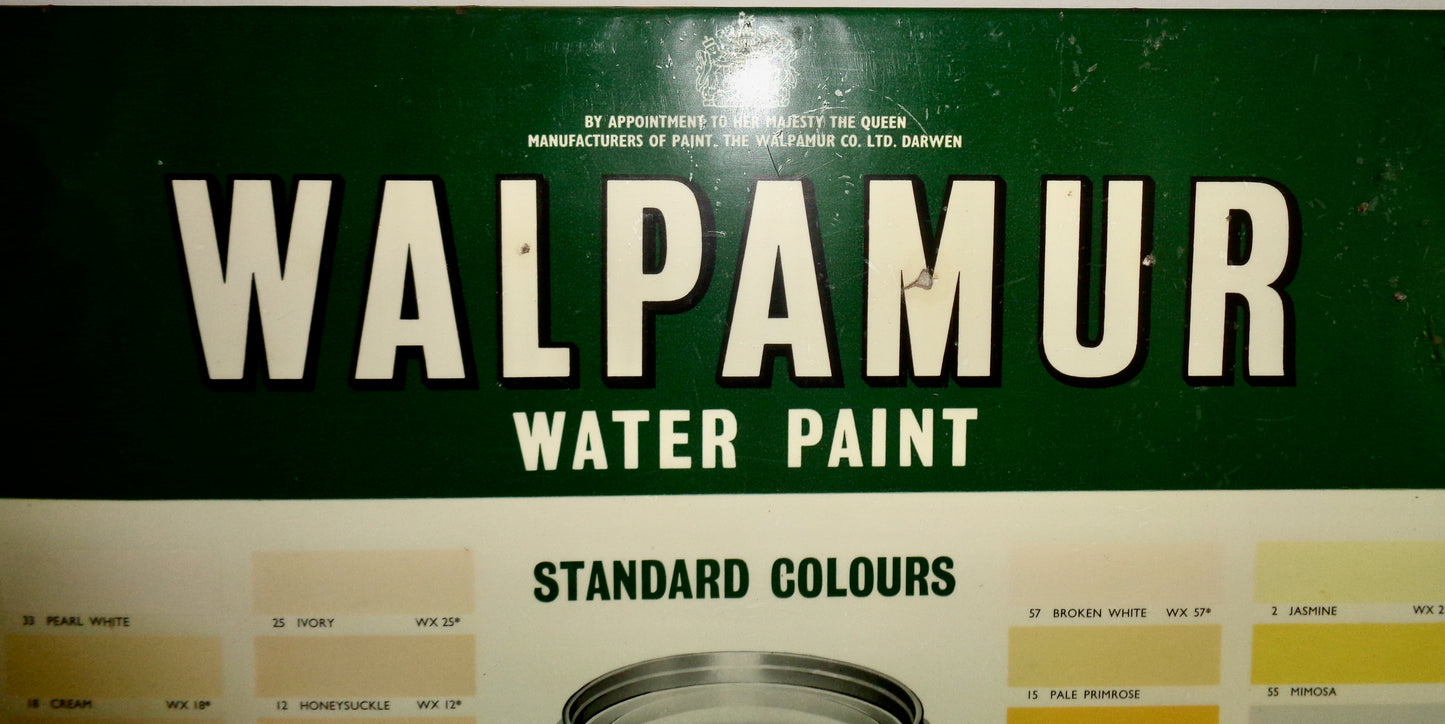 BY APPOINTMENT TO HER MAJESTY THE QUEEN
MANUFACTURERS OF PAINT. THE WALPAMUR CO. LTD. DARWEN
WALPAMUR
WATER PAINT
STANDARD COLOURS
33 PEARL WHITE
25 IVORY WX 25*
57 BROKEN WHITE WX 57*
2 JASMINE WX 2
18 CREAM WX 18*
12 HONEYSUCKLE WX 12*
15 PALE PRIMROSE
55 MIMOSA